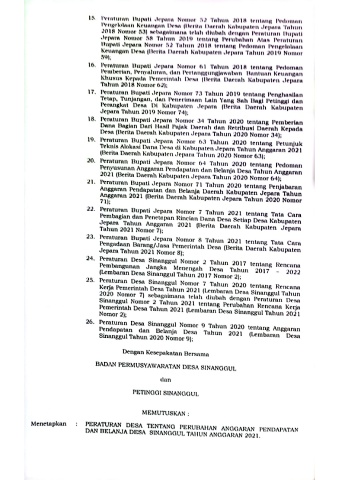 15. Peraturan Bupati Jepara Nomor 52 Tahun 2018 tentang Pedoman
Pengelolaan Keuangan Desa (Berita Daerah Kabupaten Jepara Tahun
2018 Nomor 53) sebagaimana telah diubah dengan Peraturan Bupati
Jepara Nomor 58 Tahun 2019 tentang Perubahan Atas Peraturan
Bupati Jepara Nomor 52 Tahun 2018 tentang Pedoman Pengelolaan
Keuangan Desa (Berita Daerah Kabupaten Jepara Tahun 2019 Nomor
59);
16. Peraturan Bupati Jepara Nomor 61 Tahun 2018 tentang Pedoman
Pemberian, Penyaluran, dan Pertanggungjawaban Bantuan Keuangan
Khusus Kepada Pemerintah Desa (Berita Daerah Kabupaten Jepara
Tahun 2018 Nomor 62);
17. Peraturan Bupati Jepara Nomor 73 Tahun 2019 tentang Penghasilan
Tetap, Tunjangan, dan Penerimaan Lain Yang Sah Bagi Petinggi dan
Perangkat Desa Di Kabupaten Jepara (Berita Daerah Kabupaten
Jepara Tahun 2019 Nomor 74);
18. Peraturan Bupati Jepara Nomor 34 Tahun 2020 tentang Pemberian
Dana Bagian Dari Hasil Pajak Daerah dan Retribusi Daerah Kepada
Desa (Berita Daerah Kabupaten Jepara Tahun 2020 Nomor 34);
19. Peraturan Bupati Jepara Nomor 63 Tahun 2020 tentang Petunjuk
Teknis Alokasi Dana Desa di Kabupaten Jepara Tahun Anggaran 2021
(Berita Daerah Kabupaten Jepara Tahun 2020 Nomor 63);
20. Peraturan Bupati Jepara Nomor 64 Tahun 2020 tentang Pedoman
Penyusunan Anggaran Pendapatan dan Belanja Desa Tahun Anggaran
2021 (Berita Daerah Kabupaten Jepara Tahun 2020 Nomor 64);
21. Peraturan Bupati Jepara Nomor 71 Tahun 2020 tentang Penjabaran
Anggaran Pendapatan dan Belanja Daerah Kabupaten Jepara Tahun
Anggaran 2021 (Berita Daerah Kabupaten Jepara Tahun 2020 Nomor
71);
22. Peraturan Bupati Jepara Nomor 7 Tahun 2021 tentang Tata Cara
Pembagian dan Penetapan Rincian Dana Desa Setiap Desa Kabupaten
Jepara Tahun Anggaran 2021 (Berita Daerah Kabupaten Jepara
Tahun 2021 Nomor 7);
23. Peraturan Bupati Jepara Nomor 8 Tahun 2021 tentang Tata Cara
Pengadaan Barang/Jasa Pemerintah Desa (Berita Daerah Kabupaten
Jepara Tahun 2021 Nomor 8);
24. Peraturan Desa Sinanggul Nomor 2 Tahun 2017 tentang Rencana
Pembangunan Jangka Menengah Desa Tahun 2017 - 2022
(Lembaran Desa Sinanggul Tahun 2017 Nomor 2);
25. Peraturan Desa Sinanggul Nomor 7 Tahun 2020 tentang Rencana
Kerja Pemerintah Desa Tahun 2021 (Lembaran Desa Sinanggul Tahun
2020 Nomor 7) sebagaimana telah diubah dengan Peraturan Desa
Sinanggul Nomor 2 Tahun 2021 tentang Perubahan Rencana Kerja
Pemerintah Desa Tahun 2021 (Lembaran Desa Sinanggul Tahun 2021
Nomor 2);
26. Peraturan Desa Sinanggul Nomor 9 Tahun 2020 tentang Anggaran
Pendapatan dan Belanja Desa Tahun 2021 (Lembaran Desa
Sinanggul Tahun 2020 Nomor 9);
Dengan Kesepakatan Bersama
BADAN PERMUSYAWARATAN DESA SINANGGUL
dan
PETINGGI SINANGGUL
MEMUTUSKAN :
Menetapkan : PERATURAN DESA TENTANG PERUBAHAN ANGGARAN PENDAPATAN
DAN BELANJA DESA SINANGGUL TAHUN ANGGARAN 2021.